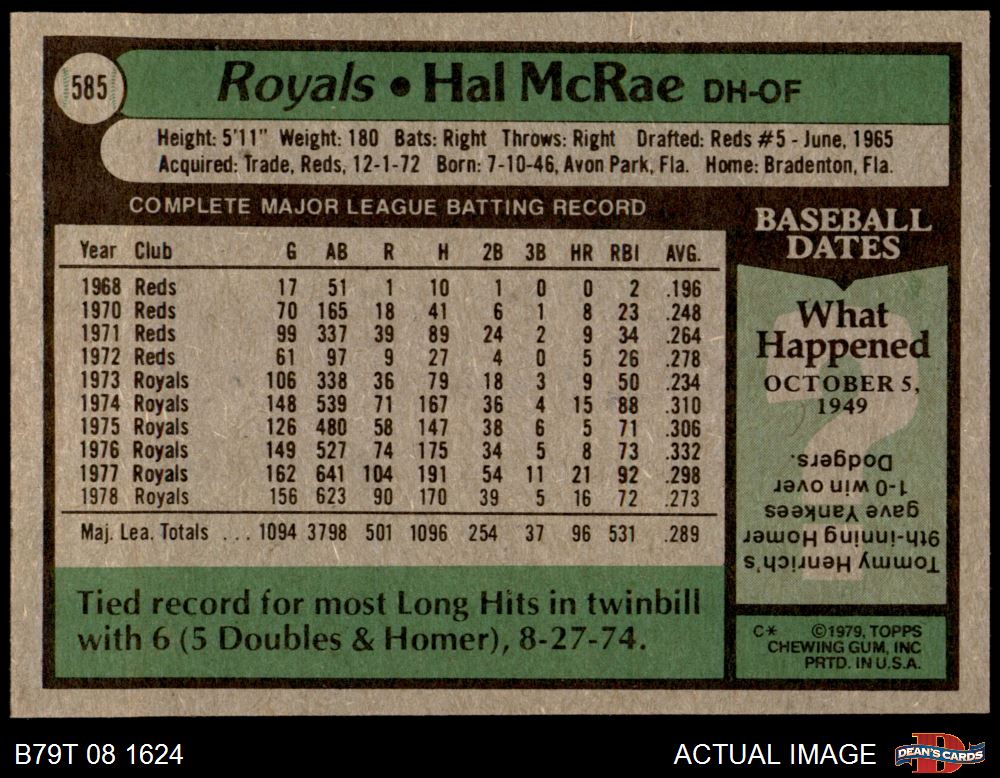 585
Royals • Hal McRae DH-OF
Height: 5'11" Weight: 180 Bats: Right Throws: Right Drafted: Reds #5 - June, 1965
Acquired: Trade, Reds, 12-1-72 Born: 7-10-46, Avon Park, Fla. Home: Bradenton, Fla.
COMPLETE MAJOR LEAGUE BATTING RECORD
Year Club G AB R H 2B 3B HR RBI AVG.
1968 Reds 17 51 1 10 1 0 0 2 .196
1970 Reds 70 165 18 41 6 1 8 23 .248
1971 Reds 99 337 39 89 24 2 9 34 .264
1972 Reds 61 97 9 27 4 0 5 26 .278
1973 Royals 106 338 36 79 18 3 9 50 .234
1974 Royals 148 539 71 167 36 4 15 88 .310
1975 Royals 126 480 58 147 38 6 5 71 .306
1976 Royals 149 527 74 175 34 5 8 73 .332
1977 Royals 162 641 104 191 54 11 21 92 .298
1978 Royals 156 623 90 170 39 5 16 72 .273
Maj. Lea. Totals . . . 1094 3798 501 1096 254 37 96 531 .289
Tied record for most Long Hits in twinbill
with 6 (5 Doubles & Homer), 8-27-74.
BASEBALL
DATES
What
Happened
OCTOBER 5,
1949
Tommy Henrich's
9th-inning Homer
gave Yankees
1-0 win over
Dodgers.
C* ©1979, TOPPS
CHEWING GUM, INC
PRTD. IN U.S.A.
B79T 08 1624
ACTUAL IMAGE
D
DEAN'S CARDS